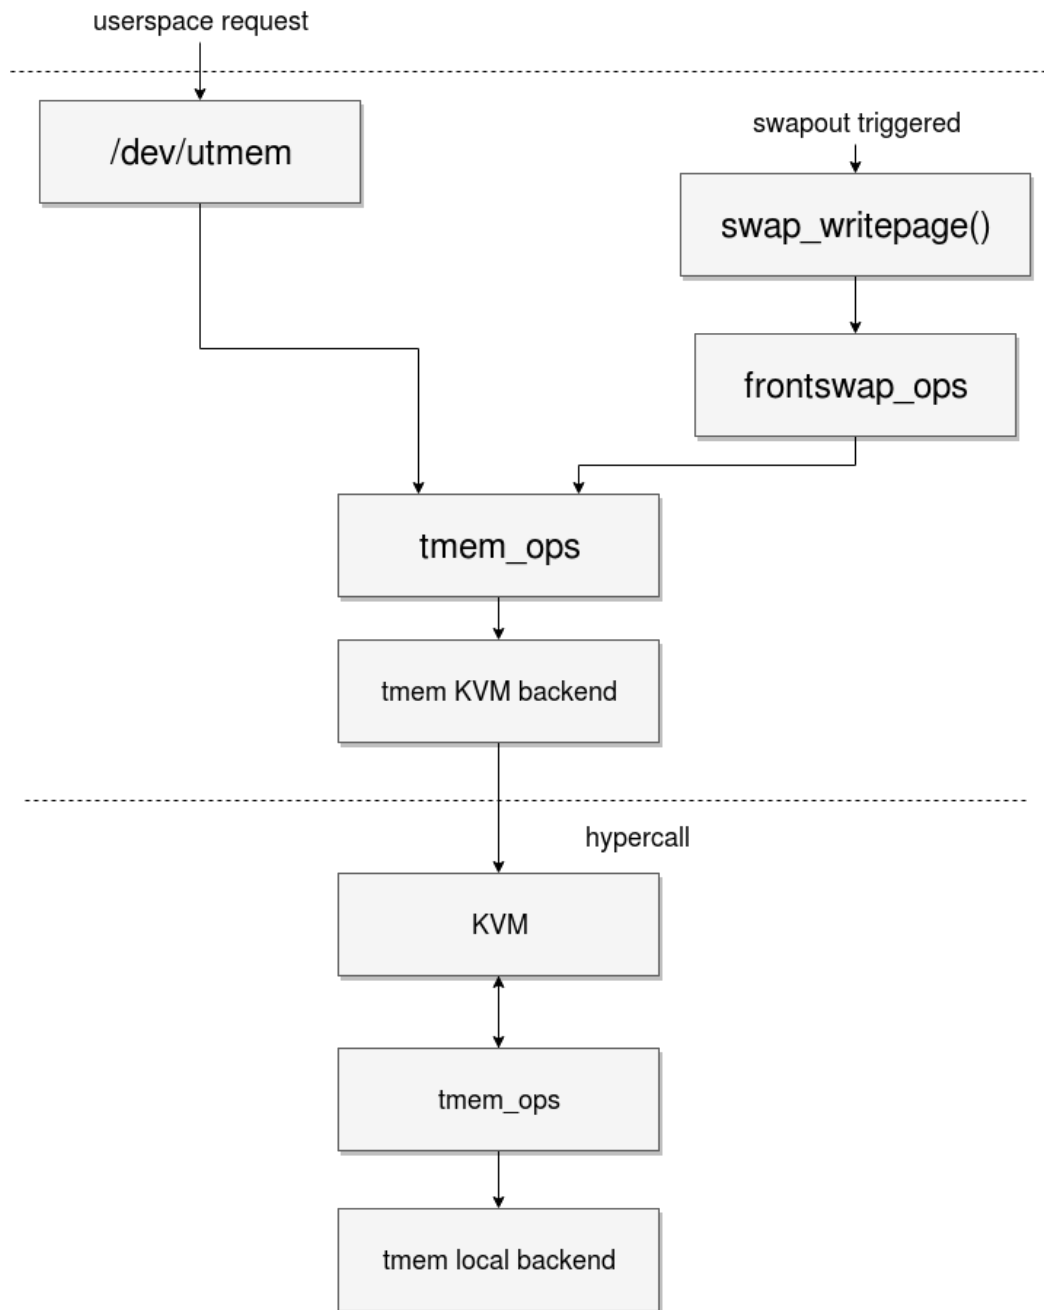 userspace request
/dev/utmem
swapout triggered
swap_writepage()
frontswap_ops
tmem_ops
tmem KVM backend
hypercall
KVM
tmem_ops
tmem local backend